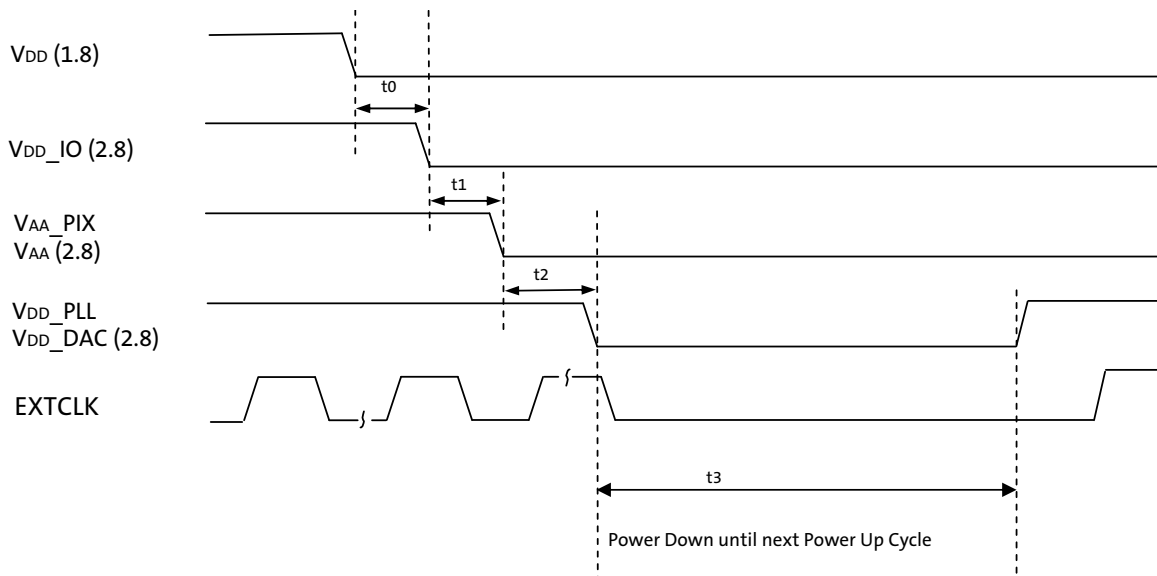 VDD (1.8)
t0
VDD_IO (2.8)
t1
VAA_PIX
VAA (2.8)
t2
VDD_PLL
VDD_DAC (2.8)
EXTCLK
t3
Power Down until next Power Up Cycle